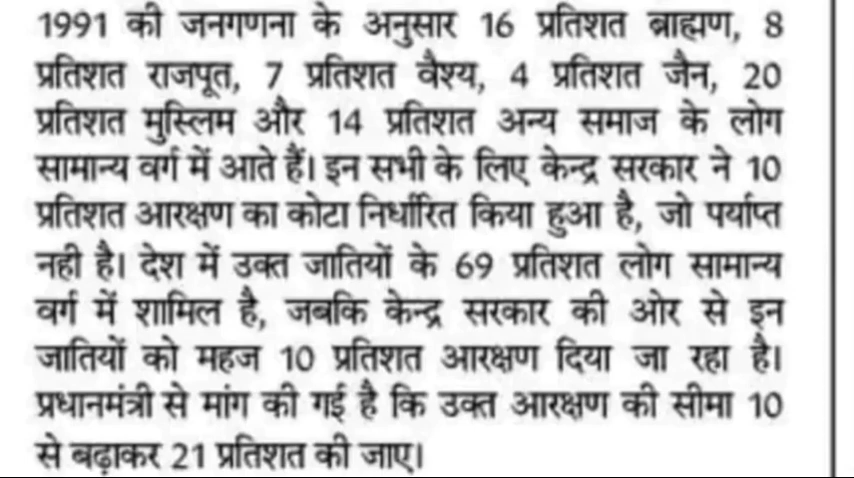 1991 की जनगणना के अनुसार 16 प्रतिशत ब्राह्मण, 8
प्रतिशत राजपूत, 7 प्रतिशत वैश्य, 4 प्रतिशत जैन, 20
प्रतिशत मुस्लिम और 14 प्रतिशत अन्य समाज के लोग
सामान्य वर्ग में आते हैं। इन सभी के लिए केन्द्र सरकार ने 10
प्रतिशत आरक्षण का कोटा निर्धारित किया हुआ है, जो पर्याप्त
नही है। देश में उक्त जातियों के 69 प्रतिशत लोग सामान्य
वर्ग में शामिल है, जबकि केन्द्र सरकार की ओर से इन
जातियों को महज 10 प्रतिशत आरक्षण दिया जा रहा है।
प्रधानमंत्री से मांग की गई है कि उक्त आरक्षण की सीमा 10
से बढ़ाकर 21 प्रतिशत की जाए।